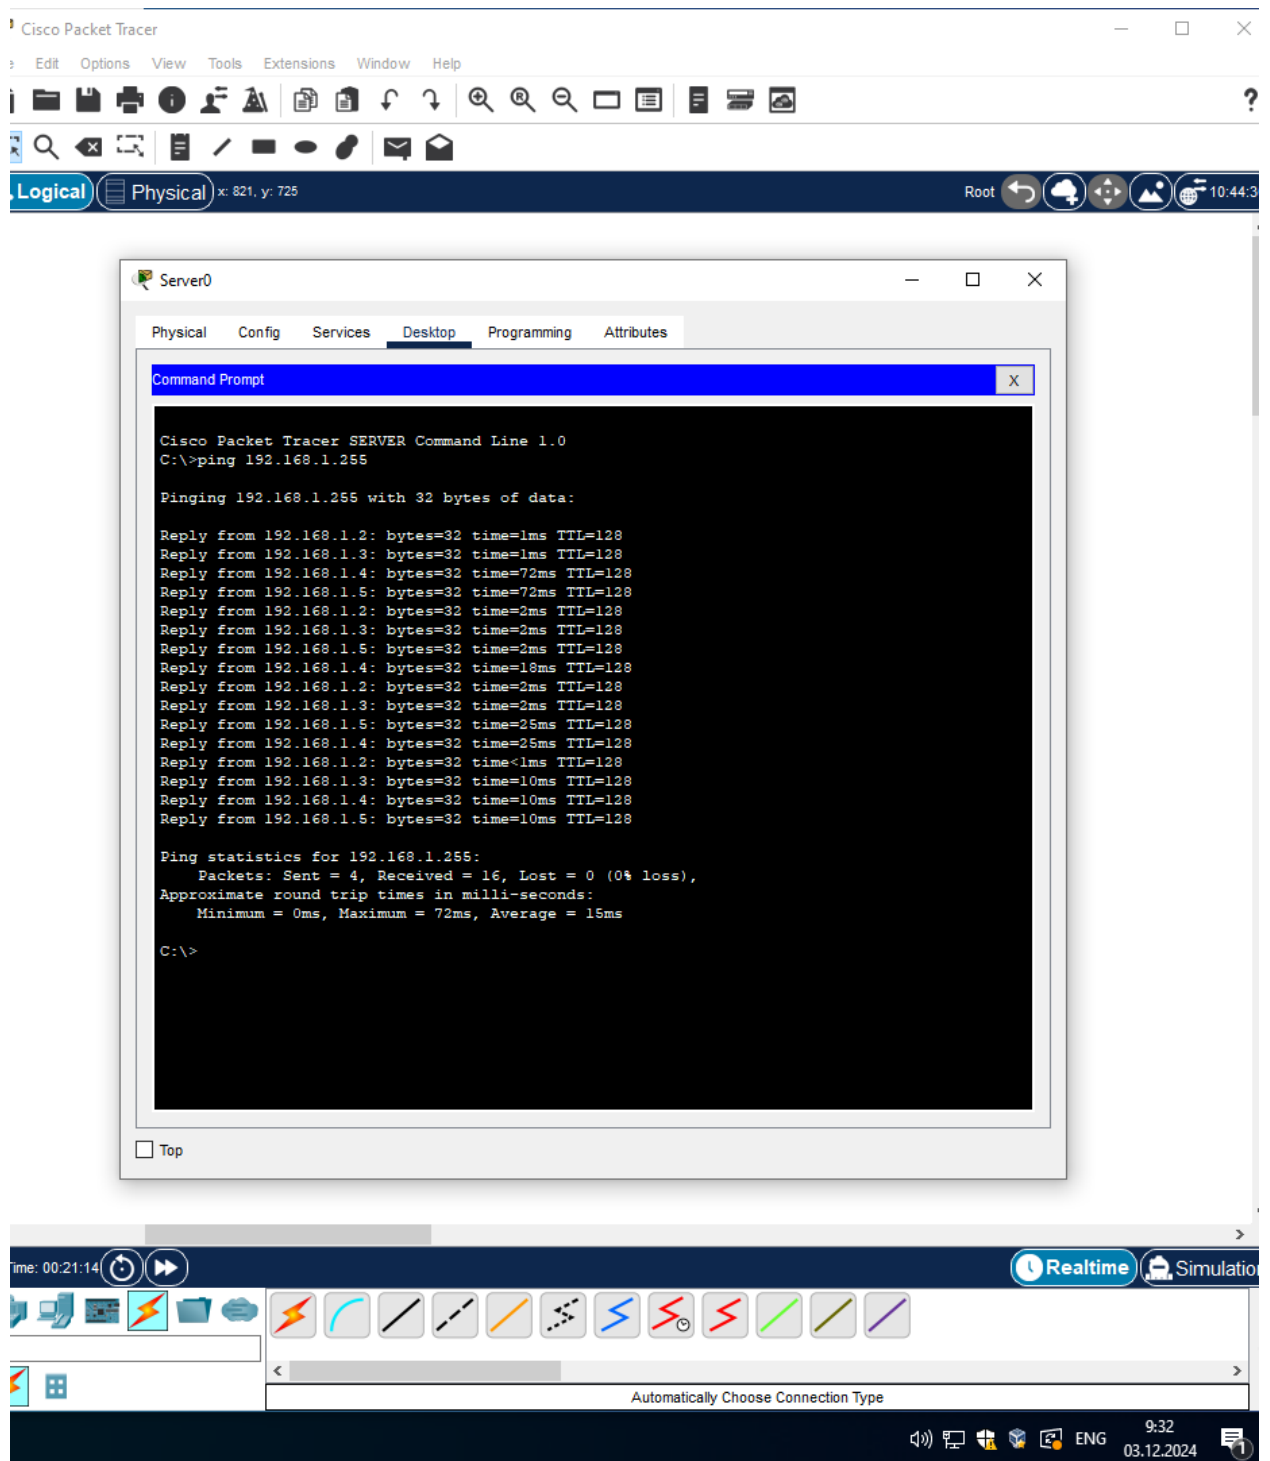 Cisco Packet Tracer
Edit Options View Tools Extensions Window Help
?
Logical Physical x: 821, y: 725 Root 10:44:3
Server0
Physical Config Services Desktop Programming Attributes
Command Prompt X
Cisco Packet Tracer SERVER Command Line 1.0
C:\>ping 192.168.1.255
Pinging 192.168.1.255 with 32 bytes of data:
Reply from 192.168.1.2: bytes=32 time=1ms TTL=128
Reply from 192.168.1.3: bytes=32 time=1ms TTL=128
Reply from 192.168.1.4: bytes=32 time=72ms TTL=128
Reply from 192.168.1.5: bytes=32 time=72ms TTL=128
Reply from 192.168.1.2: bytes=32 time=2ms TTL=128
Reply from 192.168.1.3: bytes=32 time=2ms TTL=128
Reply from 192.168.1.5: bytes=32 time=2ms TTL=128
Reply from 192.168.1.4: bytes=32 time=18ms TTL=128
Reply from 192.168.1.2: bytes=32 time=2ms TTL=128
Reply from 192.168.1.3: bytes=32 time=2ms TTL=128
Reply from 192.168.1.5: bytes=32 time=25ms TTL=128
Reply from 192.168.1.4: bytes=32 time=25ms TTL=128
Reply from 192.168.1.2: bytes=32 time<1ms TTL=128
Reply from 192.168.1.3: bytes=32 time=10ms TTL=128
Reply from 192.168.1.4: bytes=32 time=10ms TTL=128
Reply from 192.168.1.5: bytes=32 time=10ms TTL=128
Ping statistics for 192.168.1.255:
Packets: Sent = 4, Received = 16, Lost = 0 (0% loss),
Approximate round trip times in milli-seconds:
Minimum = 0ms, Maximum = 72ms, Average = 15ms
C:\>
Top
ime: 00:21:14 Realtime Simulatio
Automatically Choose Connection Type
ENG 9:32
03.12.2024 1